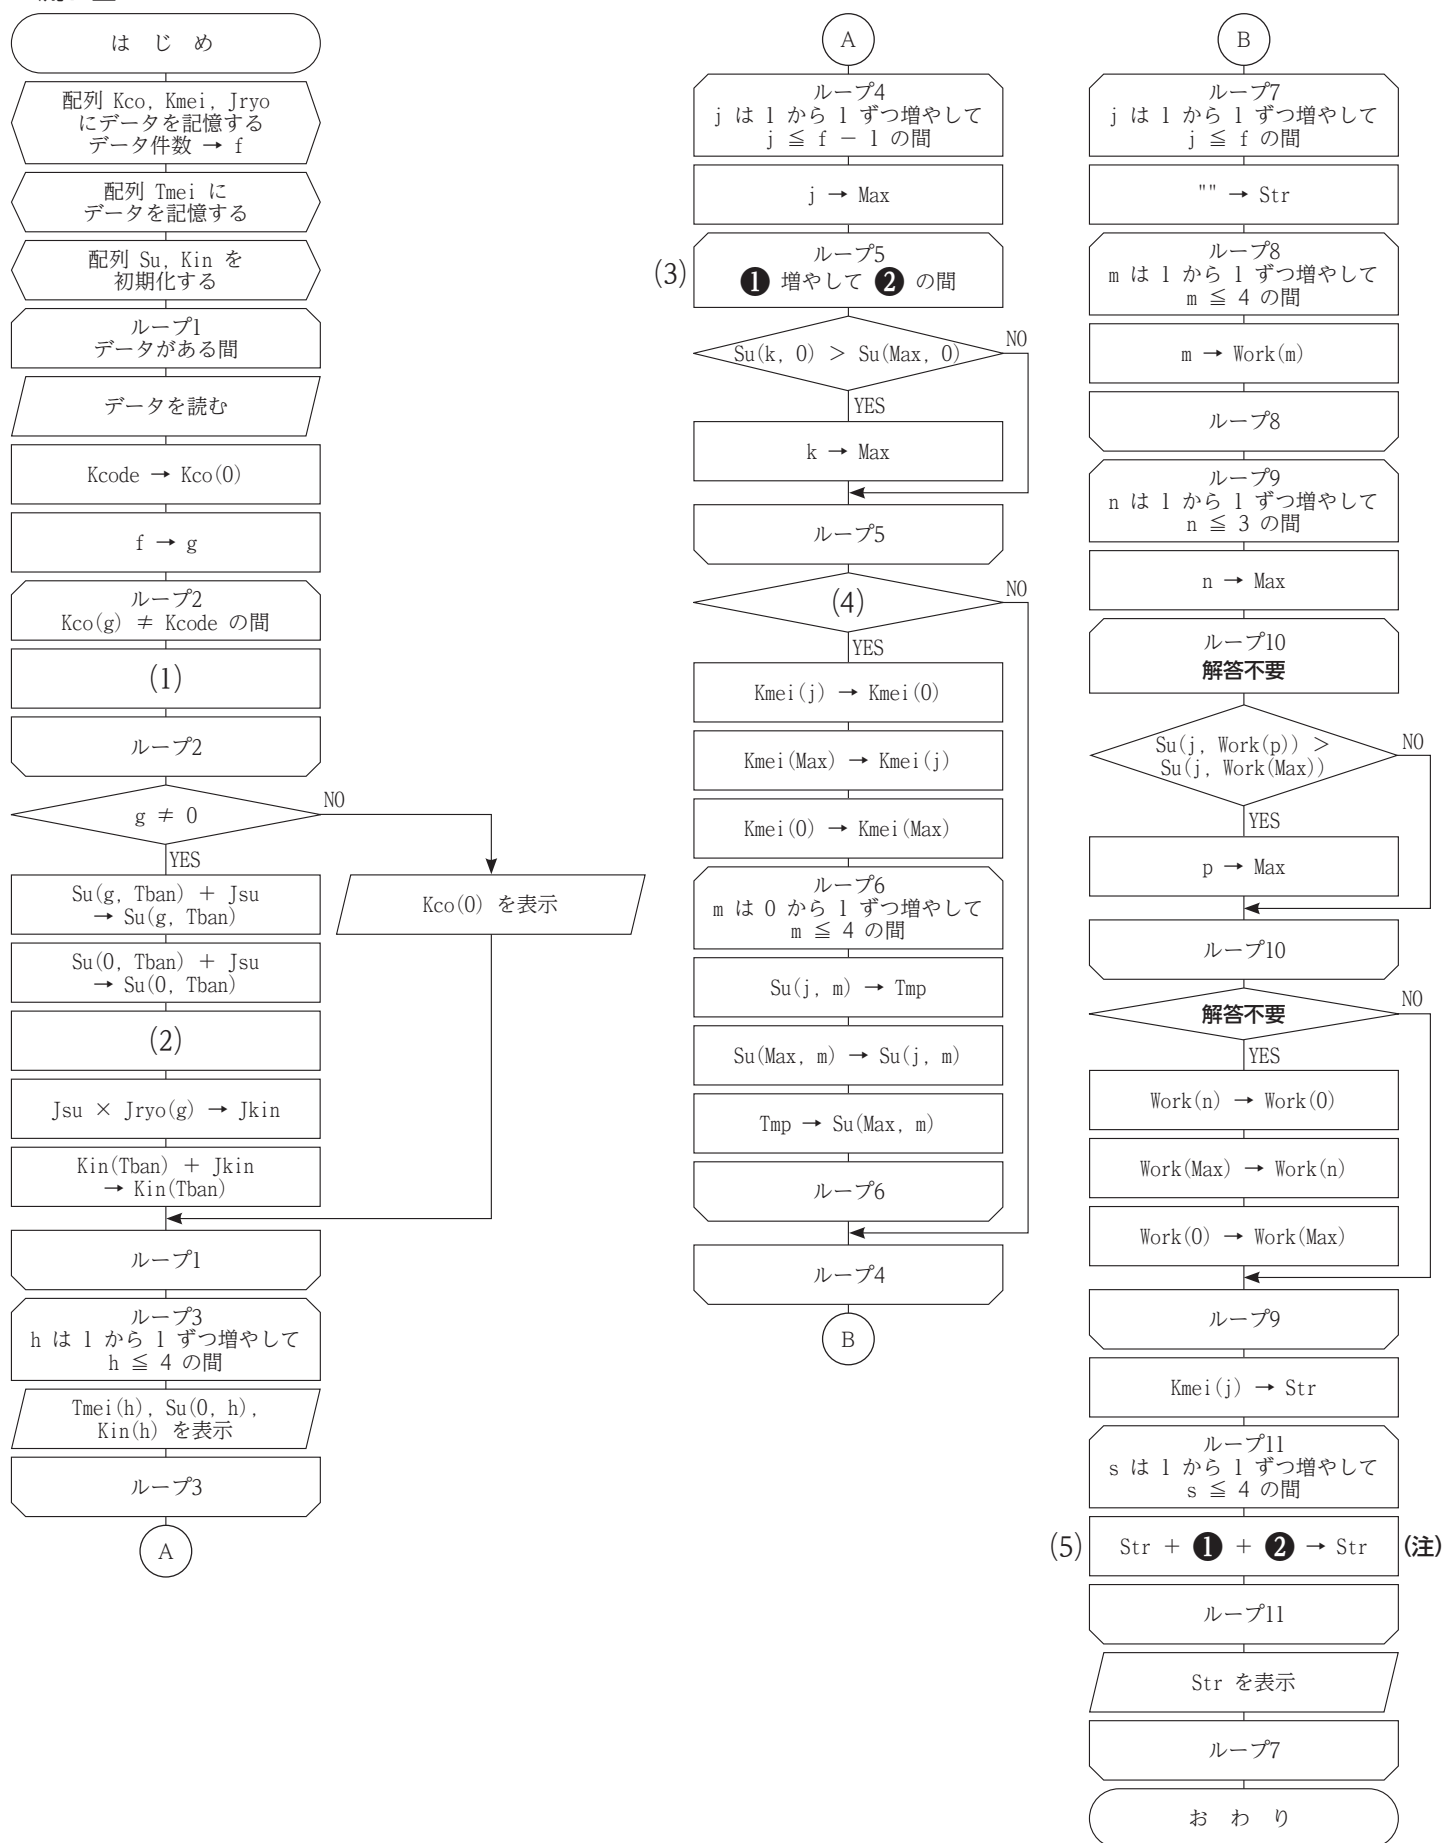 は じ め
配列 Kco, Kmei, Jryo
にデータを記憶する
データ件数 → f
配列 Tmei に
データを記憶する
配列 Su, Kin を
初期化する
ループ1
データがある間
データを読む
Kcode → Kco(0)
f → g
ループ2
Kco(g) ≠ Kcode の間
(1)
ループ2
g ≠ 0
NO
YES
Su(g, Tban) + Jsu
→ Su(g, Tban)
Kco(0) を表示
Su(0, Tban) + Jsu
→ Su(0, Tban)
(2)
Jsu × Jryo(g) → Jkin
Kin(Tban) + Jkin
→ Kin(Tban)
ループ1
ループ3
h は 1 から 1 ずつ増やして
h ≦ 4 の間
Tmei(h), Su(0, h),
Kin(h) を表示
ループ3
A
A
ループ4
j は 1 から 1 ずつ増やして
j ≦ f − 1 の間
j → Max
(3)
ループ5
❶ 増やして ❷ の間
Su(k, 0) > Su(Max, 0)
NO
YES
k → Max
ループ5
(4)
NO
YES
Kmei(j) → Kmei(0)
Kmei(Max) → Kmei(j)
Kmei(0) → Kmei(Max)
ループ6
m は 0 から 1 ずつ増やして
m ≦ 4 の間
Su(j, m) → Tmp
Su(Max, m) → Su(j, m)
Tmp → Su(Max, m)
ループ6
ループ4
B
B
ループ7
j は 1 から 1 ずつ増やして
j ≦ f の間
"" → Str
ループ8
m は 1 から 1 ずつ増やして
m ≦ 4 の間
m → Work(m)
ループ8
ループ9
n は 1 から 1 ずつ増やして
n ≦ 3 の間
n → Max
ループ10
解答不要
Su(j, Work(p)) >
Su(j, Work(Max))
NO
YES
p → Max
ループ10
解答不要
NO
YES
Work(n) → Work(0)
Work(Max) → Work(n)
Work(0) → Work(Max)
ループ9
Kmei(j) → Str
ループ11
s は 1 から 1 ずつ増やして
s ≦ 4 の間
(5) Str + ❶ + ❷ → Str (注)
ループ11
Str を表示
ループ7
お わ り